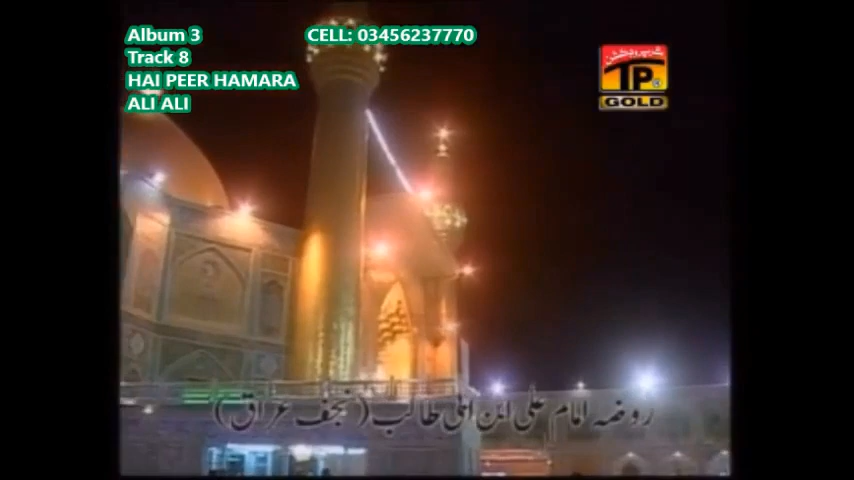 Album 3
Track 8
HAI PEER HAMARA
ALI ALI
CELL: 03456237770
TP
GOLD
روضہ امام علی ابن ابی طالب (نجف عراق)